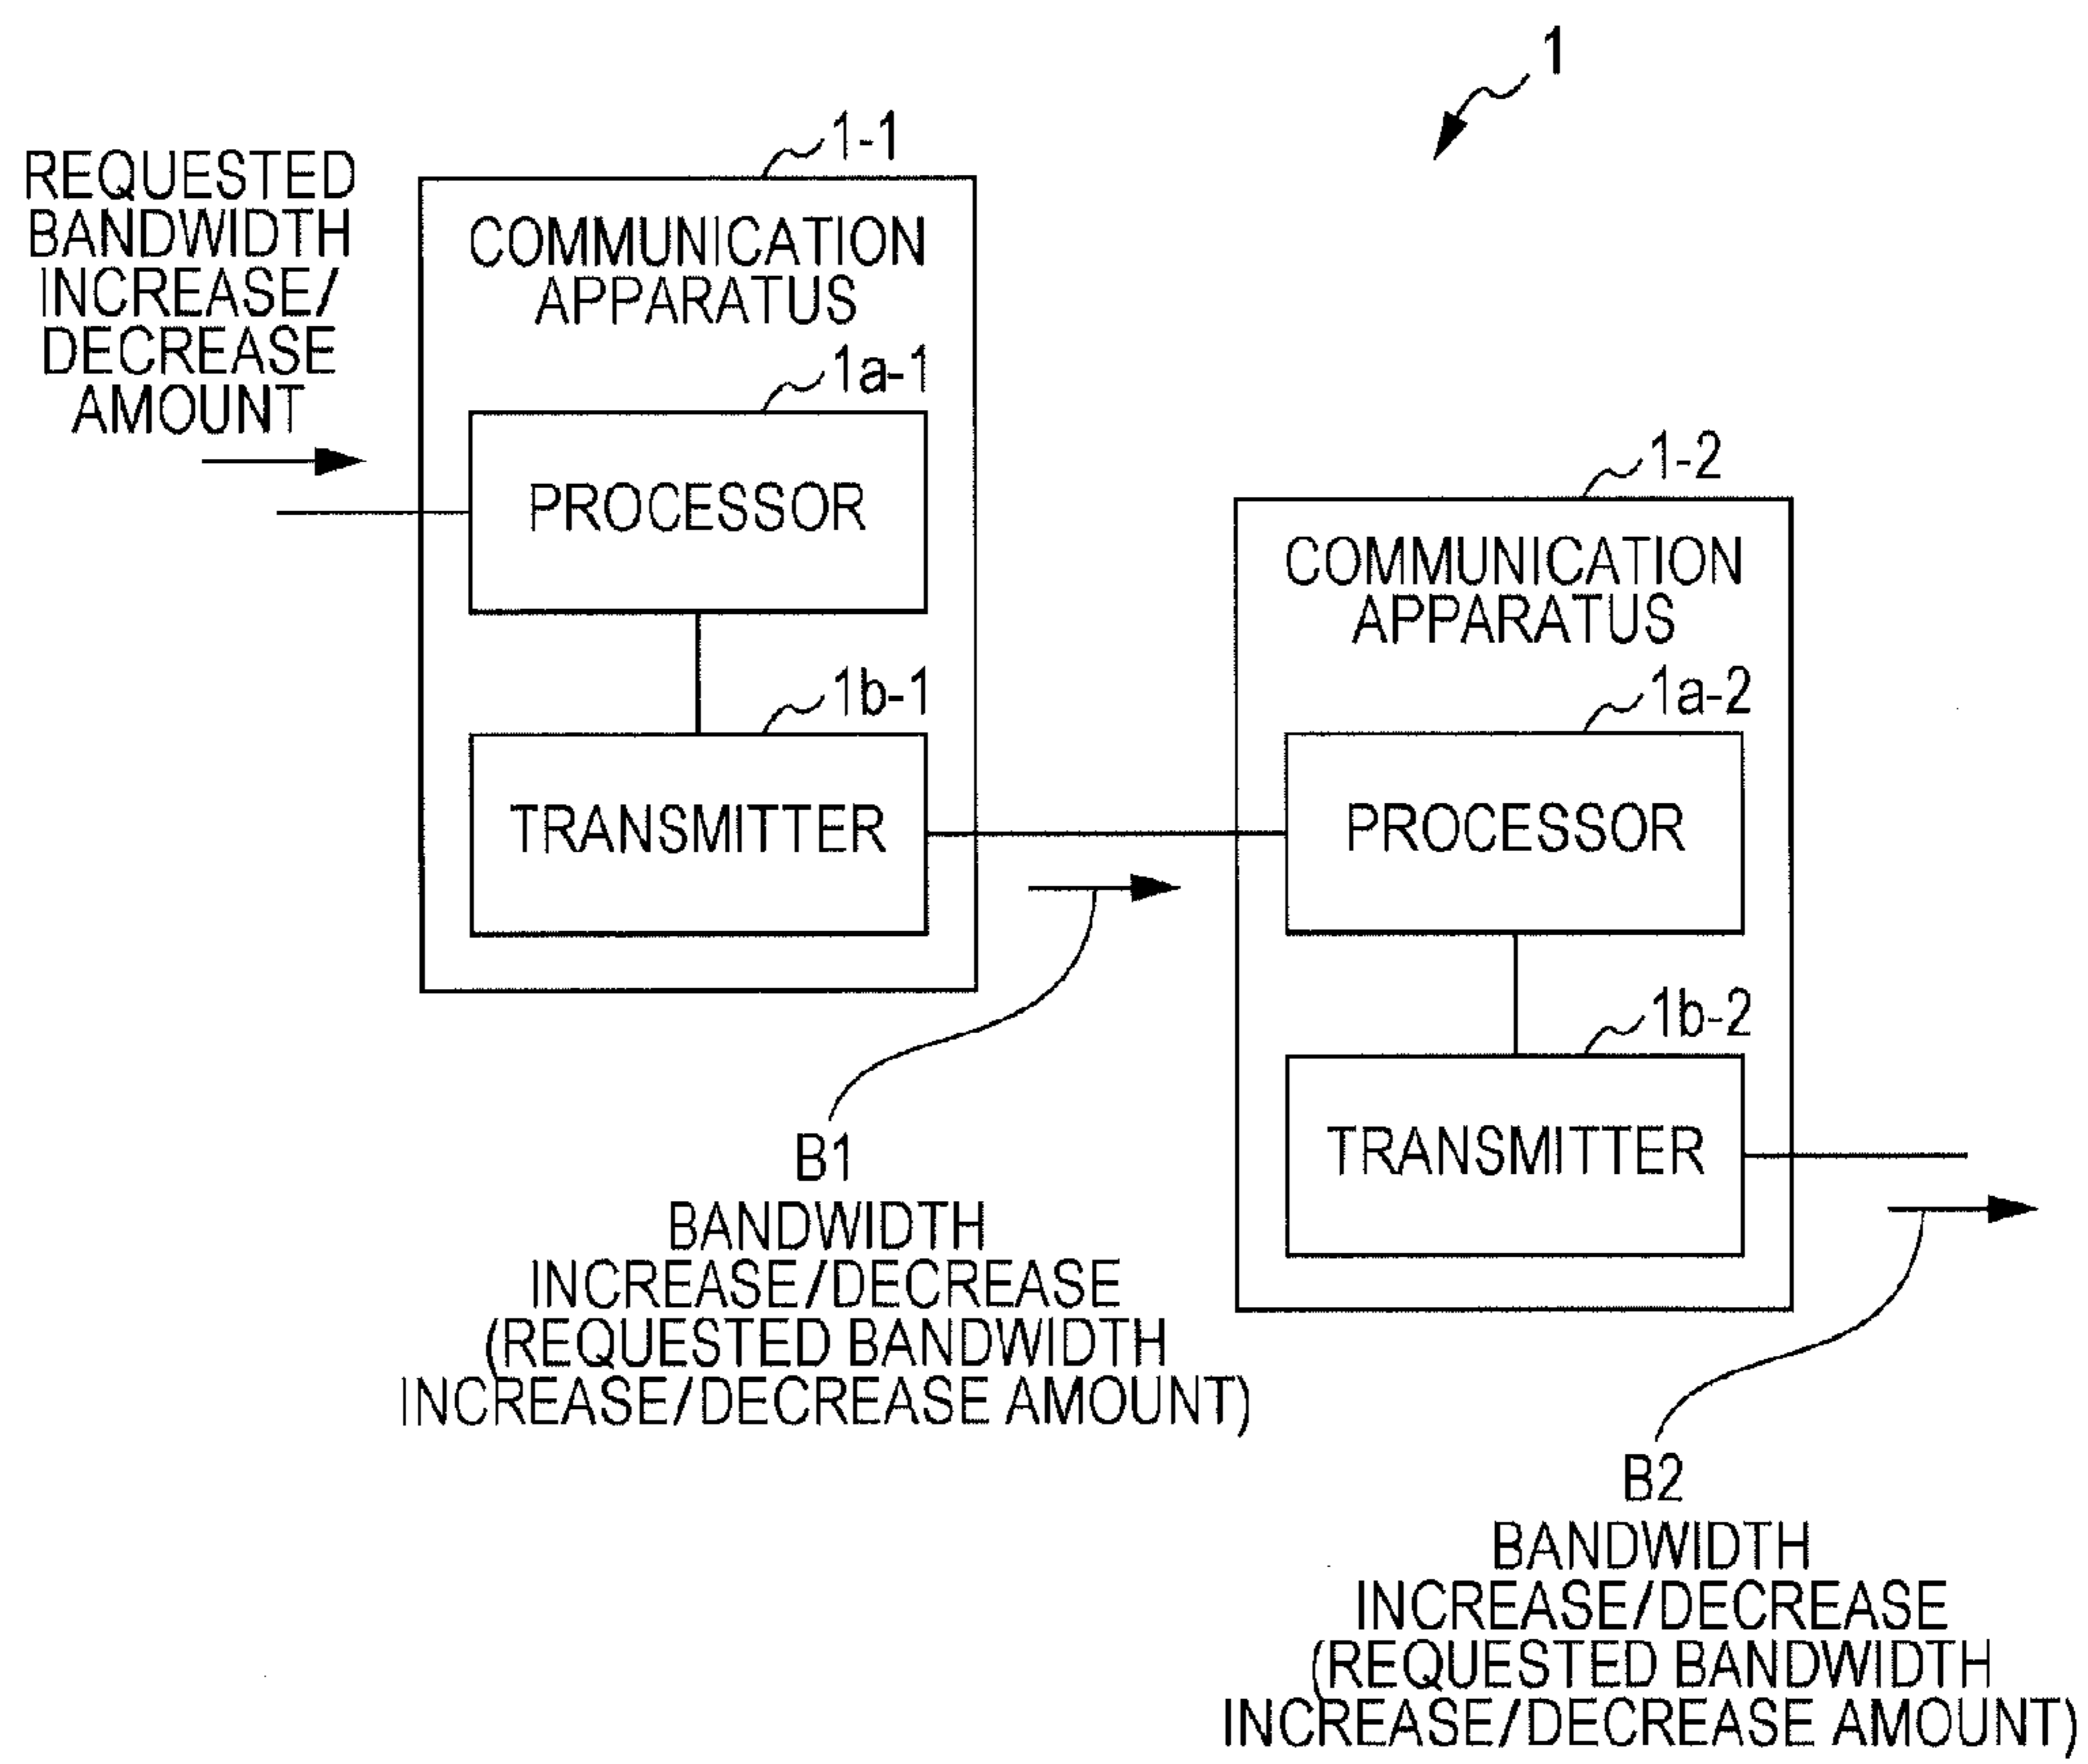 1
1-1
REQUESTED
BANDWIDTH
INCREASE/
DECREASE
AMOUNT
COMMUNICATION
APPARATUS
1a-1
PROCESSOR
1b-1
TRANSMITTER
1-2
COMMUNICATION
APPARATUS
1a-2
PROCESSOR
1b-2
TRANSMITTER
B1
BANDWIDTH
INCREASE/DECREASE
(REQUESTED BANDWIDTH
INCREASE/DECREASE AMOUNT)
B2
BANDWIDTH
INCREASE/DECREASE
(REQUESTED BANDWIDTH
INCREASE/DECREASE AMOUNT)